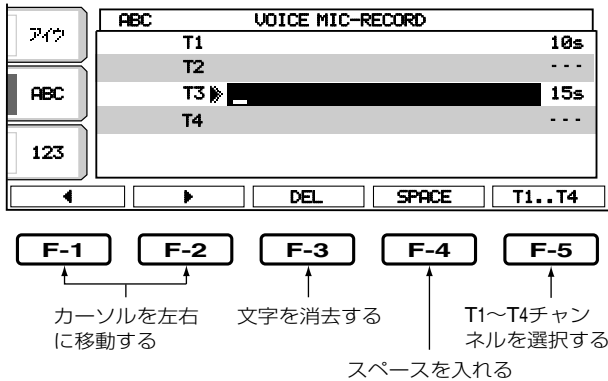 アイウ
ABC
123
ABC VOICE MIC-RECORD
T1 10s
T2 ---
T3 15s
T4 ---
◀ ▶ DEL SPACE T1..T4
F-1 F-2 F-3 F-4 F-5
カーソルを左右
に移動する
文字を消去する
スペースを入れる
T1～T4チャン
ネルを選択する